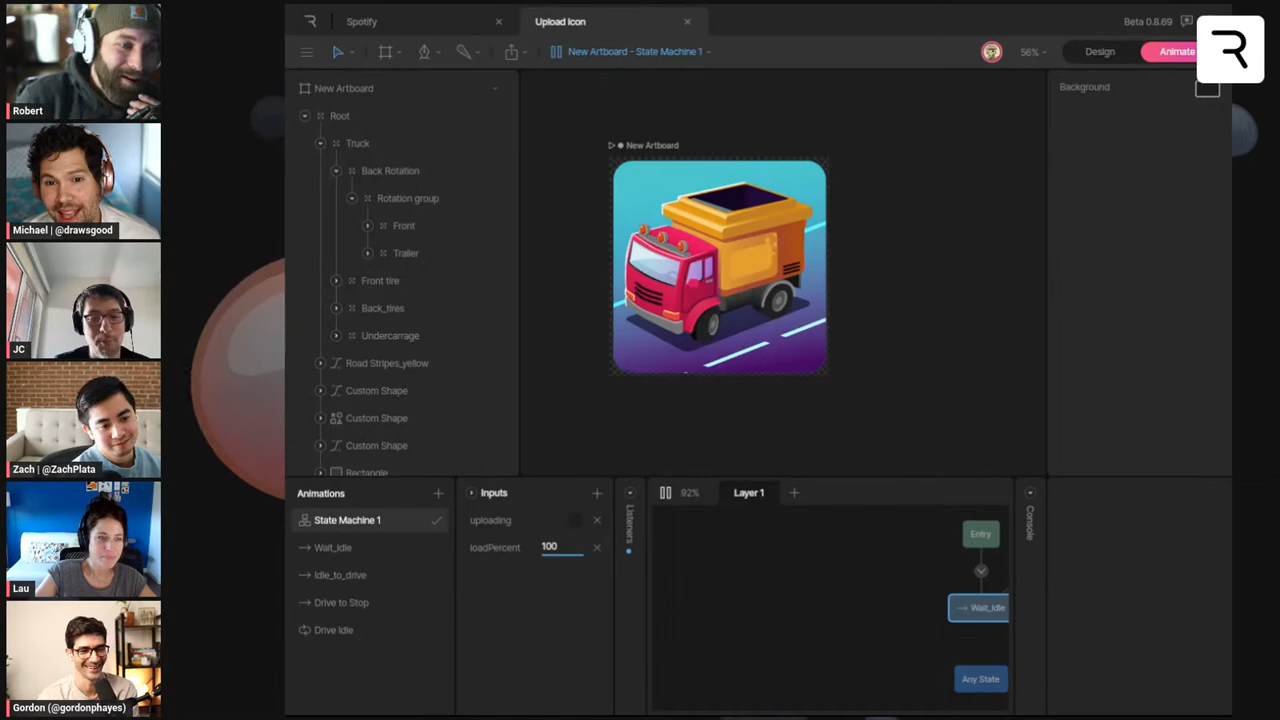 Robert
Michael | @drawsgood
JC
Zach | @ZachPlata
Lau
Gordon (@gordonphayes)
Spotify
Upload Icon
Beta 0.8.69
New Artboard - State Machine 1
56%
Design
Animate
New Artboard
Root
Truck
Back Rotation
Rotation group
Front
Trailer
Front tire
Back_tires
Undercarrage
Road Stripes_yellow
Custom Shape
Custom Shape
Custom Shape
Rectangle
New Artboard
Background
Animations
State Machine 1
Wait_Idle
Idle_to_drive
Drive to Stop
Drive Idle
Inputs
uploading
loadPercent
100
Listeners
92%
Layer 1
Entry
Wait_Idle
Any State
Console